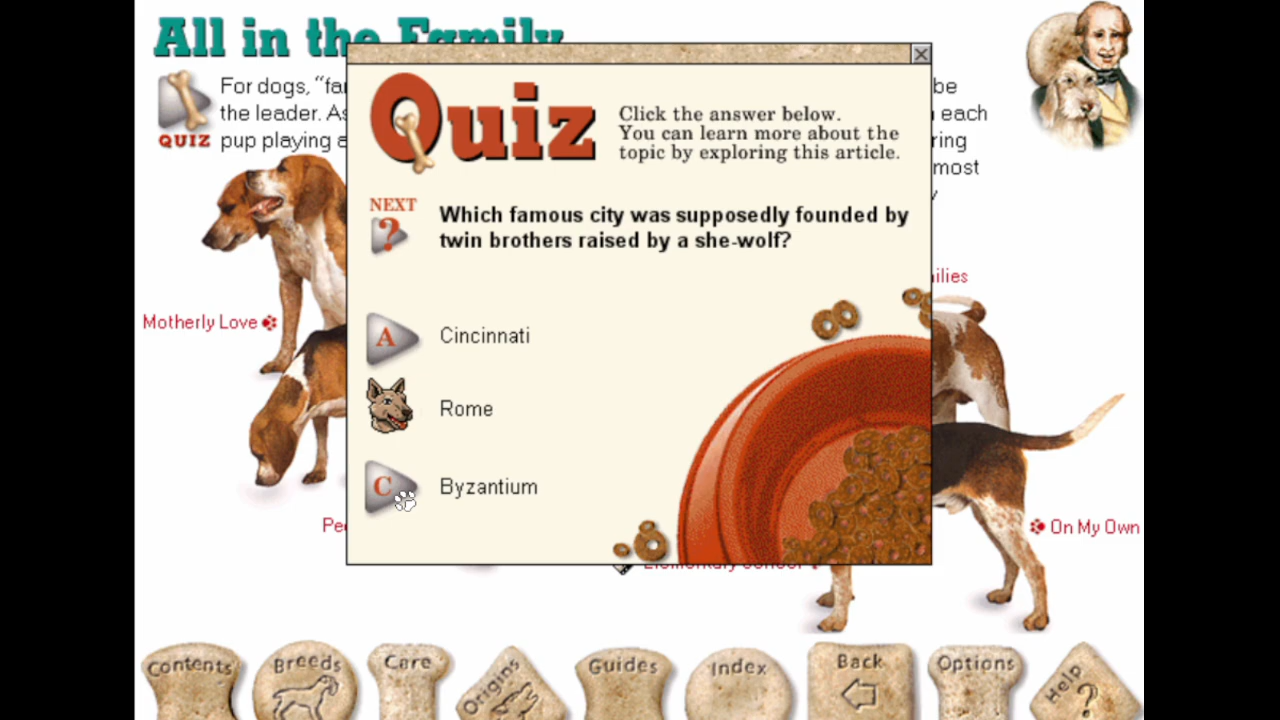 All in the Family
For dogs, "fa
be
the leader. As
each
pup playing a
ring
most
QUIZ
Quiz
Click the answer below.
You can learn more about the
topic by exploring this article.
NEXT
?
Which famous city was supposedly founded by
twin brothers raised by a she-wolf?
A Cincinnati
Rome
C Byzantium
Motherly Love
ilies
Pe
On My Own
Elementary School
Contents
Breeds
Care
Origins
Guides
Index
Back
Options
Help
?